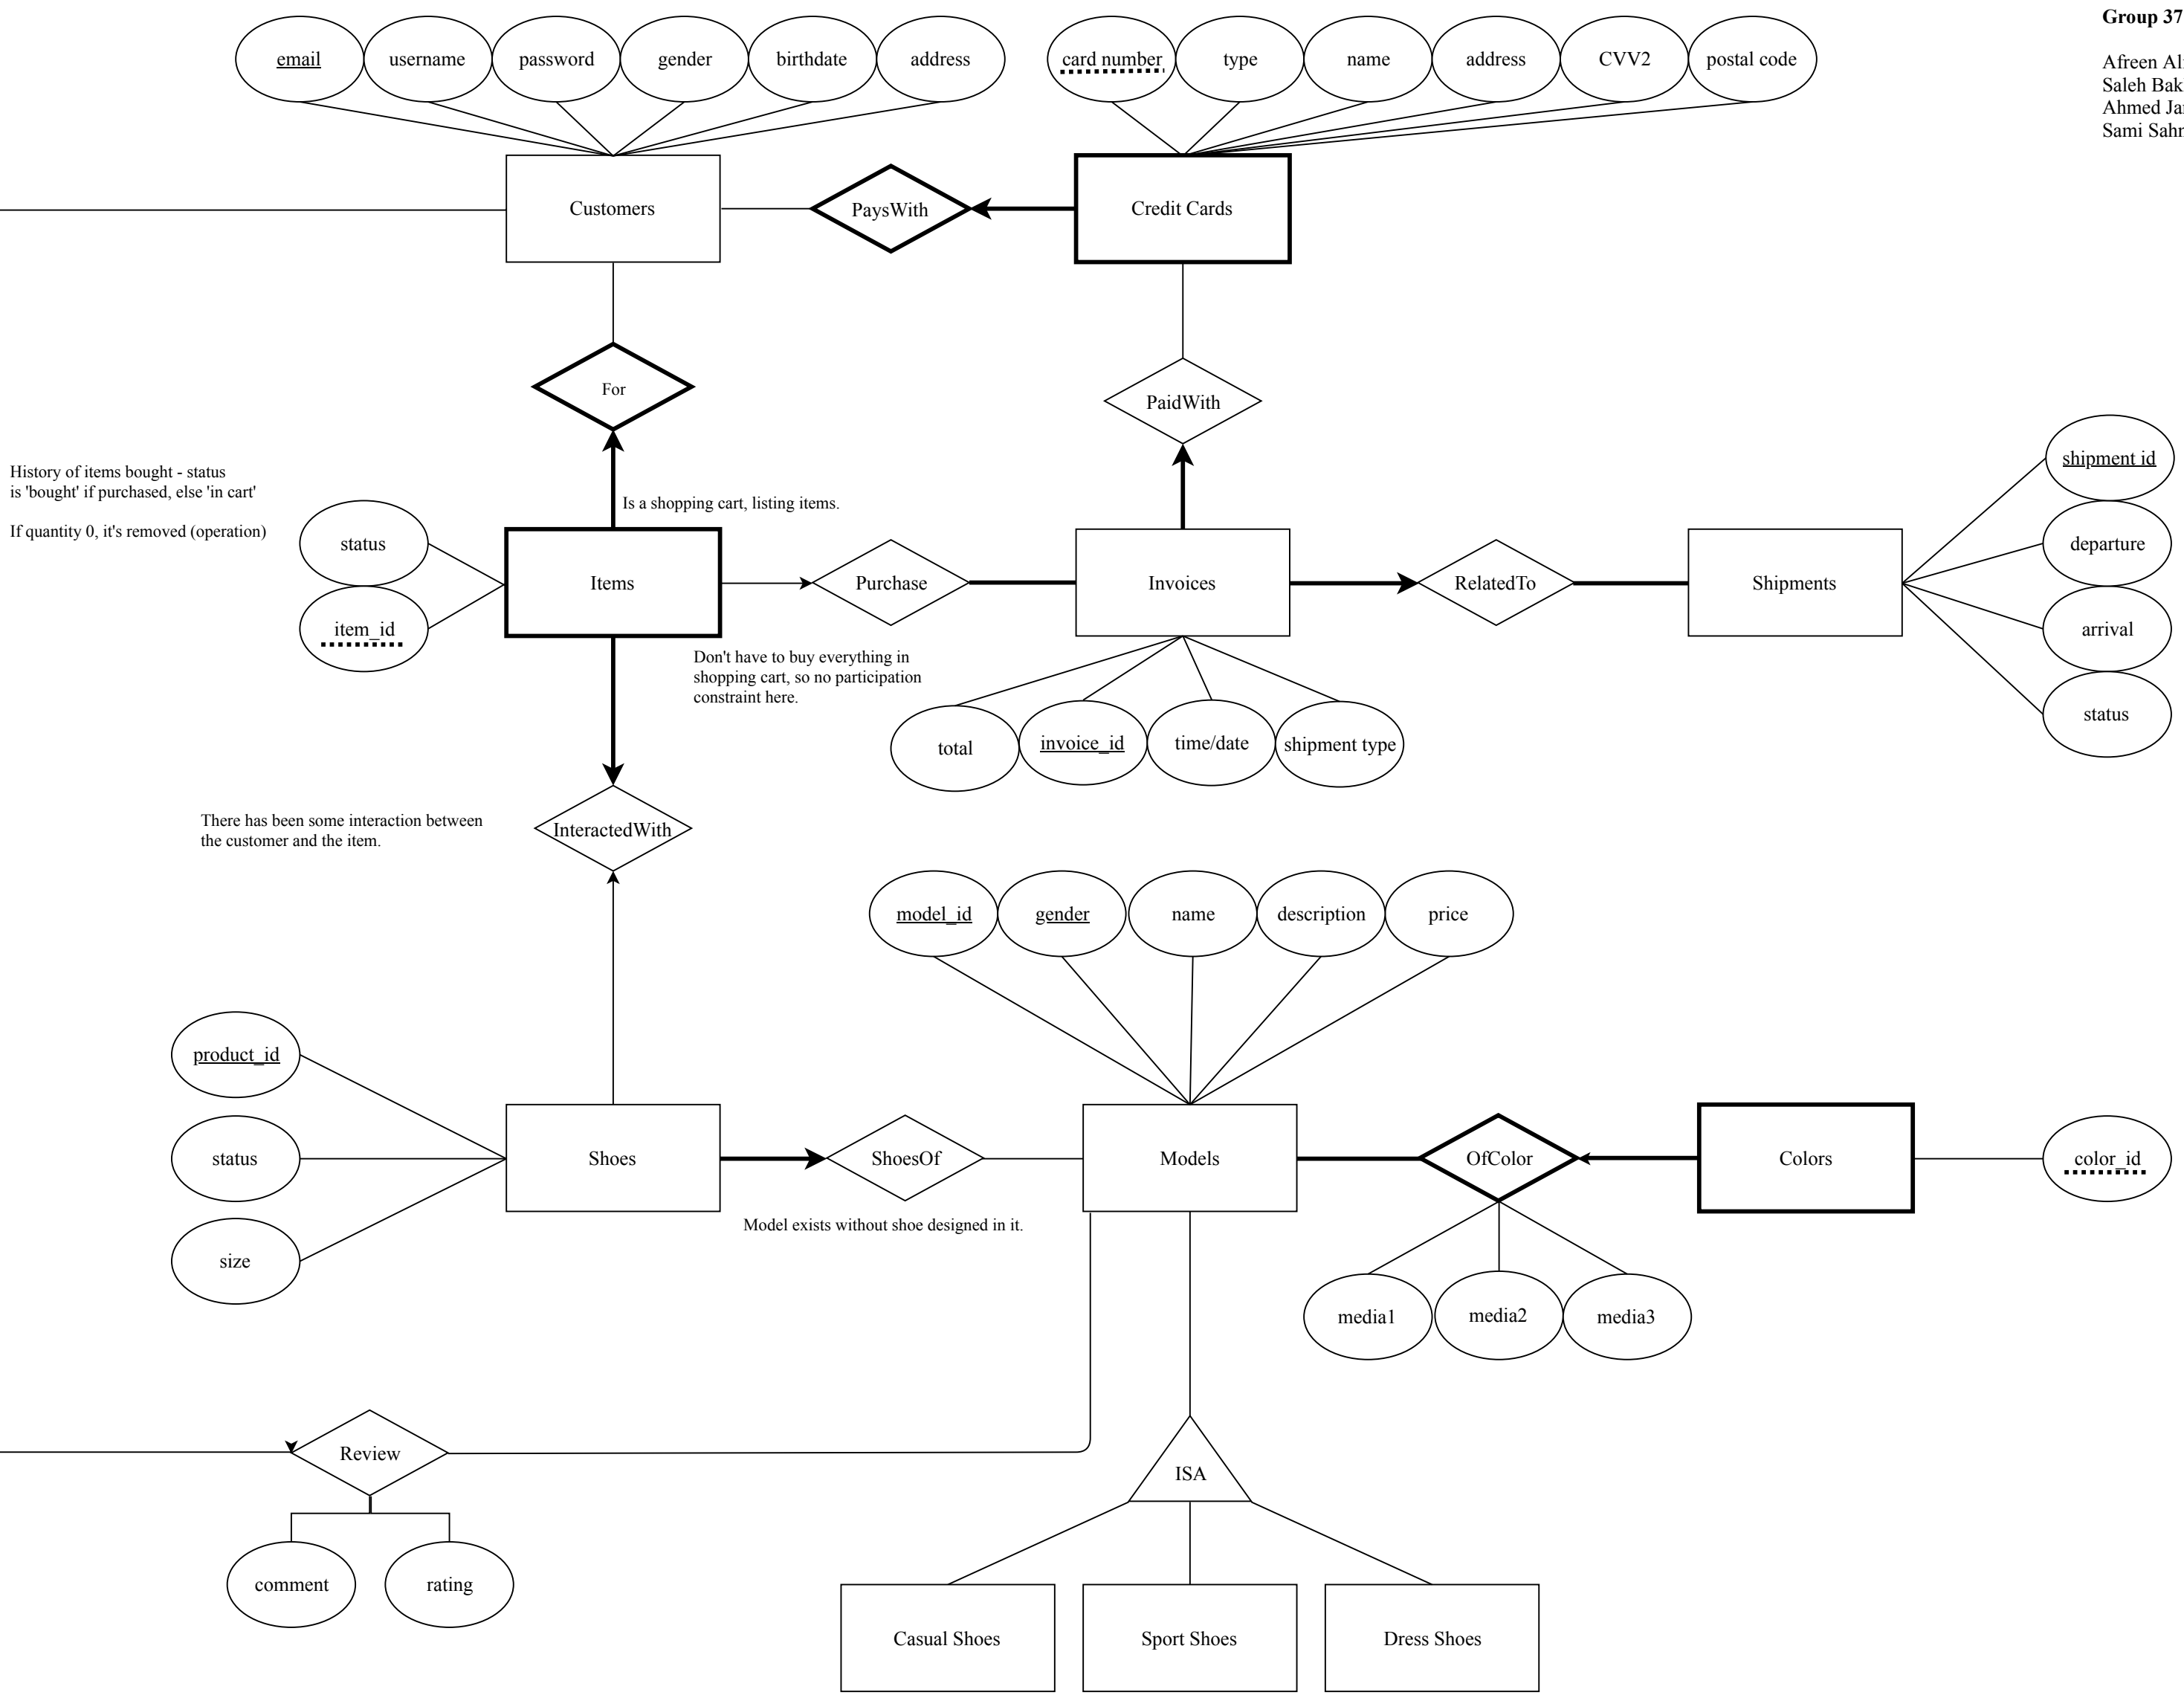 Group 37
Afreen Al
Saleh Bak
Ahmed Ja
Sami Sah
email
username
password
gender
birthdate
address
card number
type
name
address
CVV2
postal code
Customers
PaysWith
Credit Cards
For
PaidWith
History of items bought - status
is 'bought' if purchased, else 'in cart'
If quantity 0, it's removed (operation)
Is a shopping cart, listing items.
status
item_id
Items
Purchase
Invoices
RelatedTo
Shipments
shipment id
departure
arrival
status
Don't have to buy everything in
shopping cart, so no participation
constraint here.
total
invoice_id
time/date
shipment type
There has been some interaction between
the customer and the item.
InteractedWith
model_id
gender
name
description
price
product_id
status
size
Shoes
ShoesOf
Models
OfColor
Colors
color_id
Model exists without shoe designed in it.
media1
media2
media3
Review
comment
rating
ISA
Casual Shoes
Sport Shoes
Dress Shoes